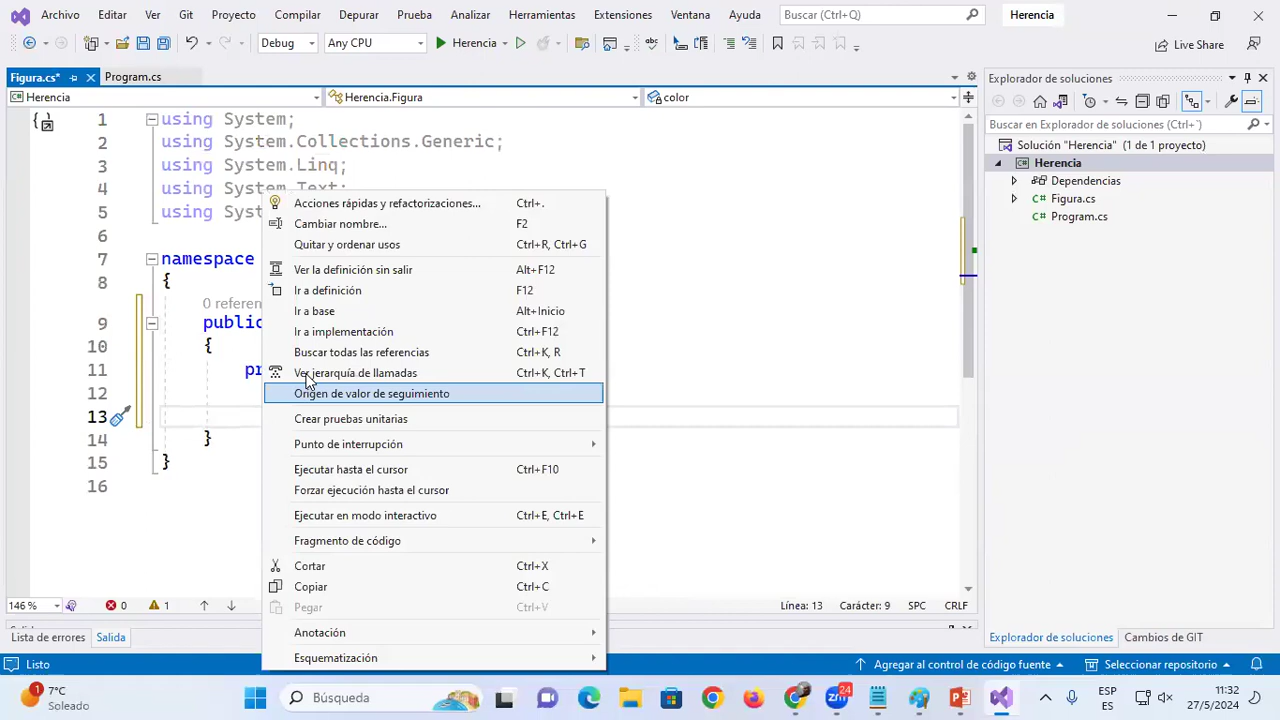 Archivo Editar Ver Git Proyecto Compilar Depurar Prueba Analizar Herramientas Extensiones Ventana Ayuda Buscar (Ctrl+Q) Herencia
Debug Any CPU Herencia Live Share
Figura.cs* Program.cs
Herencia Herencia.Figura color
1 using System;
2 using System.Collections.Generic;
3 using System.Linq;
4 using System.Text;
5 using Sys
6
7 namespace
8 {
0 referen
9 public
10 {
11 pr
12
13
14 }
15 }
16
Acciones rápidas y refactorizaciones... Ctrl+.
Cambiar nombre... F2
Quitar y ordenar usos Ctrl+R, Ctrl+G
Ver la definición sin salir Alt+F12
Ir a definición F12
Ir a base Alt+Inicio
Ir a implementación Ctrl+F12
Buscar todas las referencias Ctrl+K, R
Ver jerarquía de llamadas Ctrl+K, Ctrl+T
Origen de valor de seguimiento
Crear pruebas unitarias
Punto de interrupción
Ejecutar hasta el cursor Ctrl+F10
Forzar ejecución hasta el cursor
Ejecutar en modo interactivo Ctrl+E, Ctrl+E
Fragmento de código
Cortar Ctrl+X
Copiar Ctrl+C
Pegar Ctrl+V
Anotación
Esquematización
Explorador de soluciones
Buscar en Explorador de soluciones (Ctrl+´)
Solución "Herencia" (1 de 1 proyecto)
Herencia
Dependencias
Figura.cs
Program.cs
146 % 0 1 Línea: 13 Carácter: 9 SPC CRLF
Lista de errores Salida Explorador de soluciones Cambios de GIT
Listo Agregar al control de código fuente Seleccionar repositorio
1 7°C
Soleado
Búsqueda
24
ESP
ES
11:32
27/5/2024